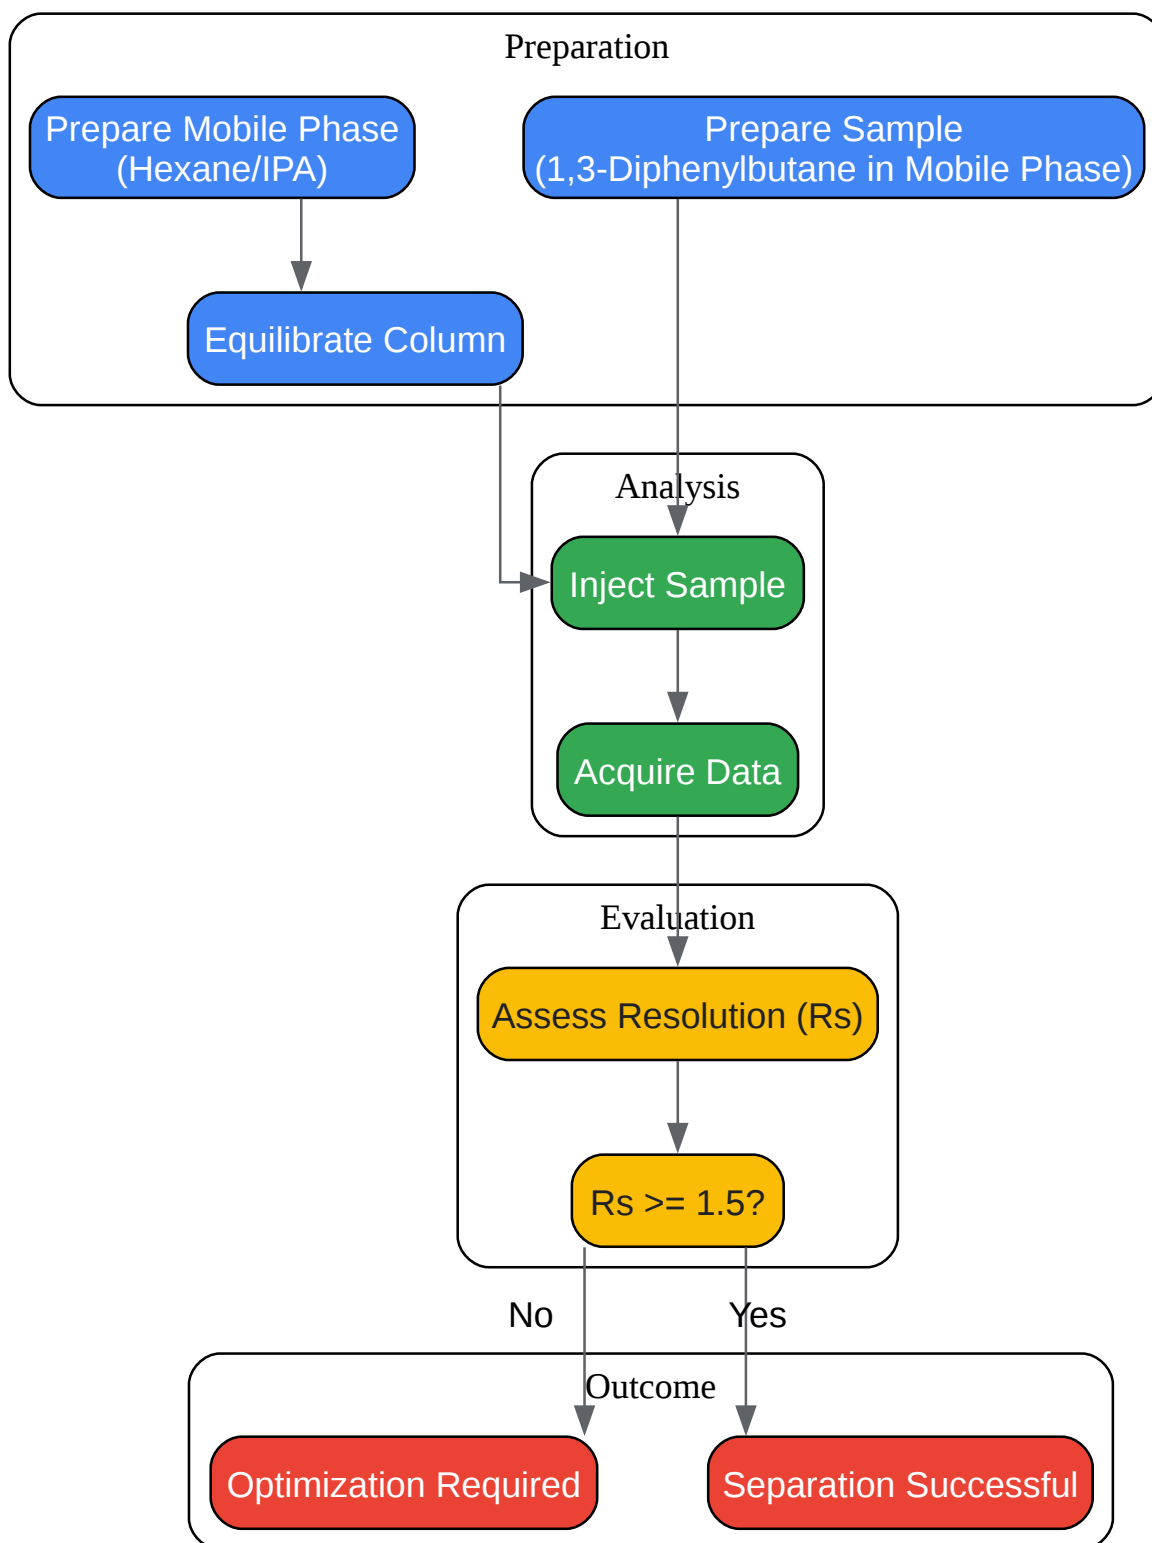 Preparation
Prepare Mobile Phase
(Hexane/IPA)
Prepare Sample
(1,3-Diphenylbutane in Mobile Phase)
Equilibrate Column
Analysis
Inject Sample
Acquire Data
Evaluation
Assess Resolution (Rs)
Rs >= 1.5?
No
Yes
Outcome
Optimization Required
Separation Successful